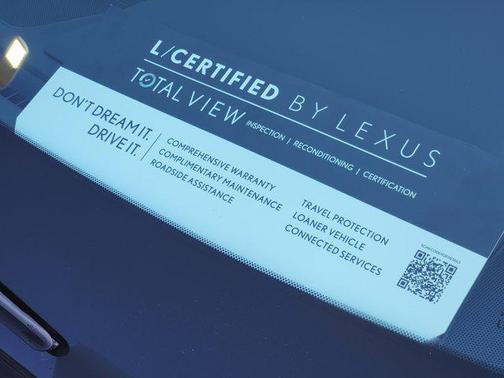 L/CERTIFIED BY LEXUS
TOTAL VIEW INSPECTION | RECONDITIONING | CERTIFICATION
DON'T DREAM IT.
DRIVE IT.
COMPREHENSIVE WARRANTY
COMPLIMENTARY MAINTENANCE
ROADSIDE ASSISTANCE
TRAVEL PROTECTION
LOANER VEHICLE
CONNECTED SERVICES